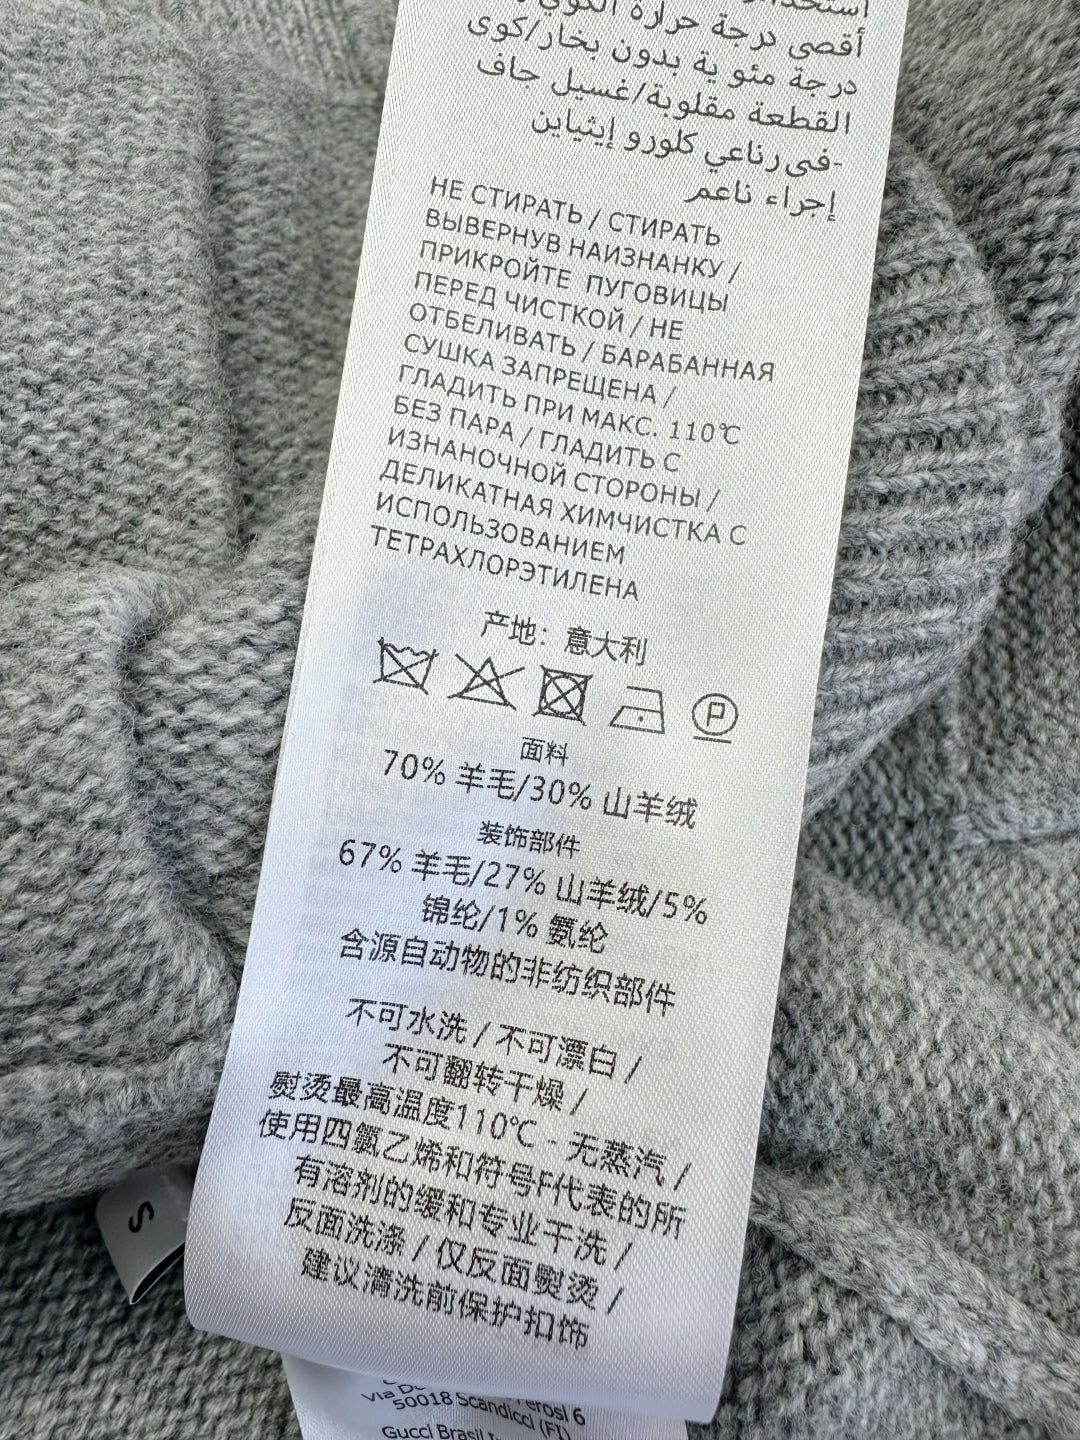 أقصى درجة حرارة الكوي
درجة مئو ية بدون بخار/كوى
القطعة مقلوبة/غسيل جاف
-فى رناعي كلورو إيثياين
إجراء ناعم
НЕ СТИРАТЬ / СТИРАТЬ
ВЫВЕРНУВ НАИЗНАНКУ /
ПРИКРОЙТЕ ПУГОВИЦЫ
ПЕРЕД ЧИСТКОЙ / НЕ
ОТБЕЛИВАТЬ / БАРАБАННАЯ
СУШКА ЗАПРЕЩЕНА /
ГЛАДИТЬ ПРИ МАКС. 110℃
БЕЗ ПАРА / ГЛАДИТЬ С
ИЗНАНОЧНОЙ СТОРОНЫ /
ДЕЛИКАТНАЯ ХИМЧИСТКА С
ИСПОЛЬЗОВАНИЕМ
ТЕТРАХЛОРЭТИЛЕНА
产地：意大利
P
面料
70% 羊毛/30% 山羊绒
装饰部件
67% 羊毛/27% 山羊绒/5%
锦纶/1% 氨纶
含源自动物的非纺织部件
不可水洗 / 不可漂白 /
不可翻转干燥 /
熨烫最高温度110℃ - 无蒸汽 /
使用四氯乙烯和符号F代表的所
有溶剂的缓和专业干洗 /
反面洗涤 / 仅反面熨烫 /
建议清洗前保护扣饰
S
Via 6
50018 Scandicci (FI)
Gucci Brasil